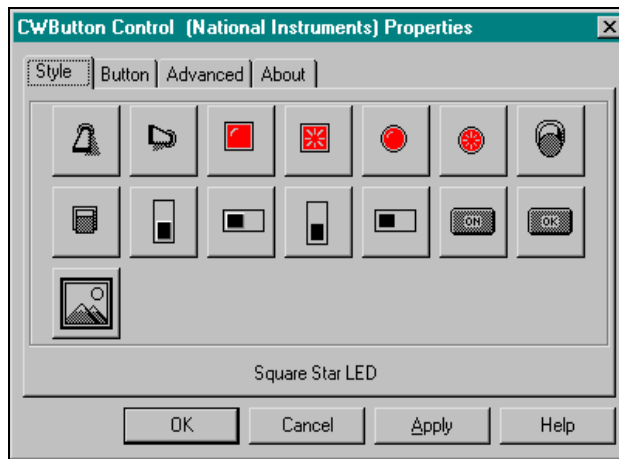 CWButton Control (National Instruments) Properties
Style Button Advanced About
ON OK
Square Star LED
OK Cancel Apply Help